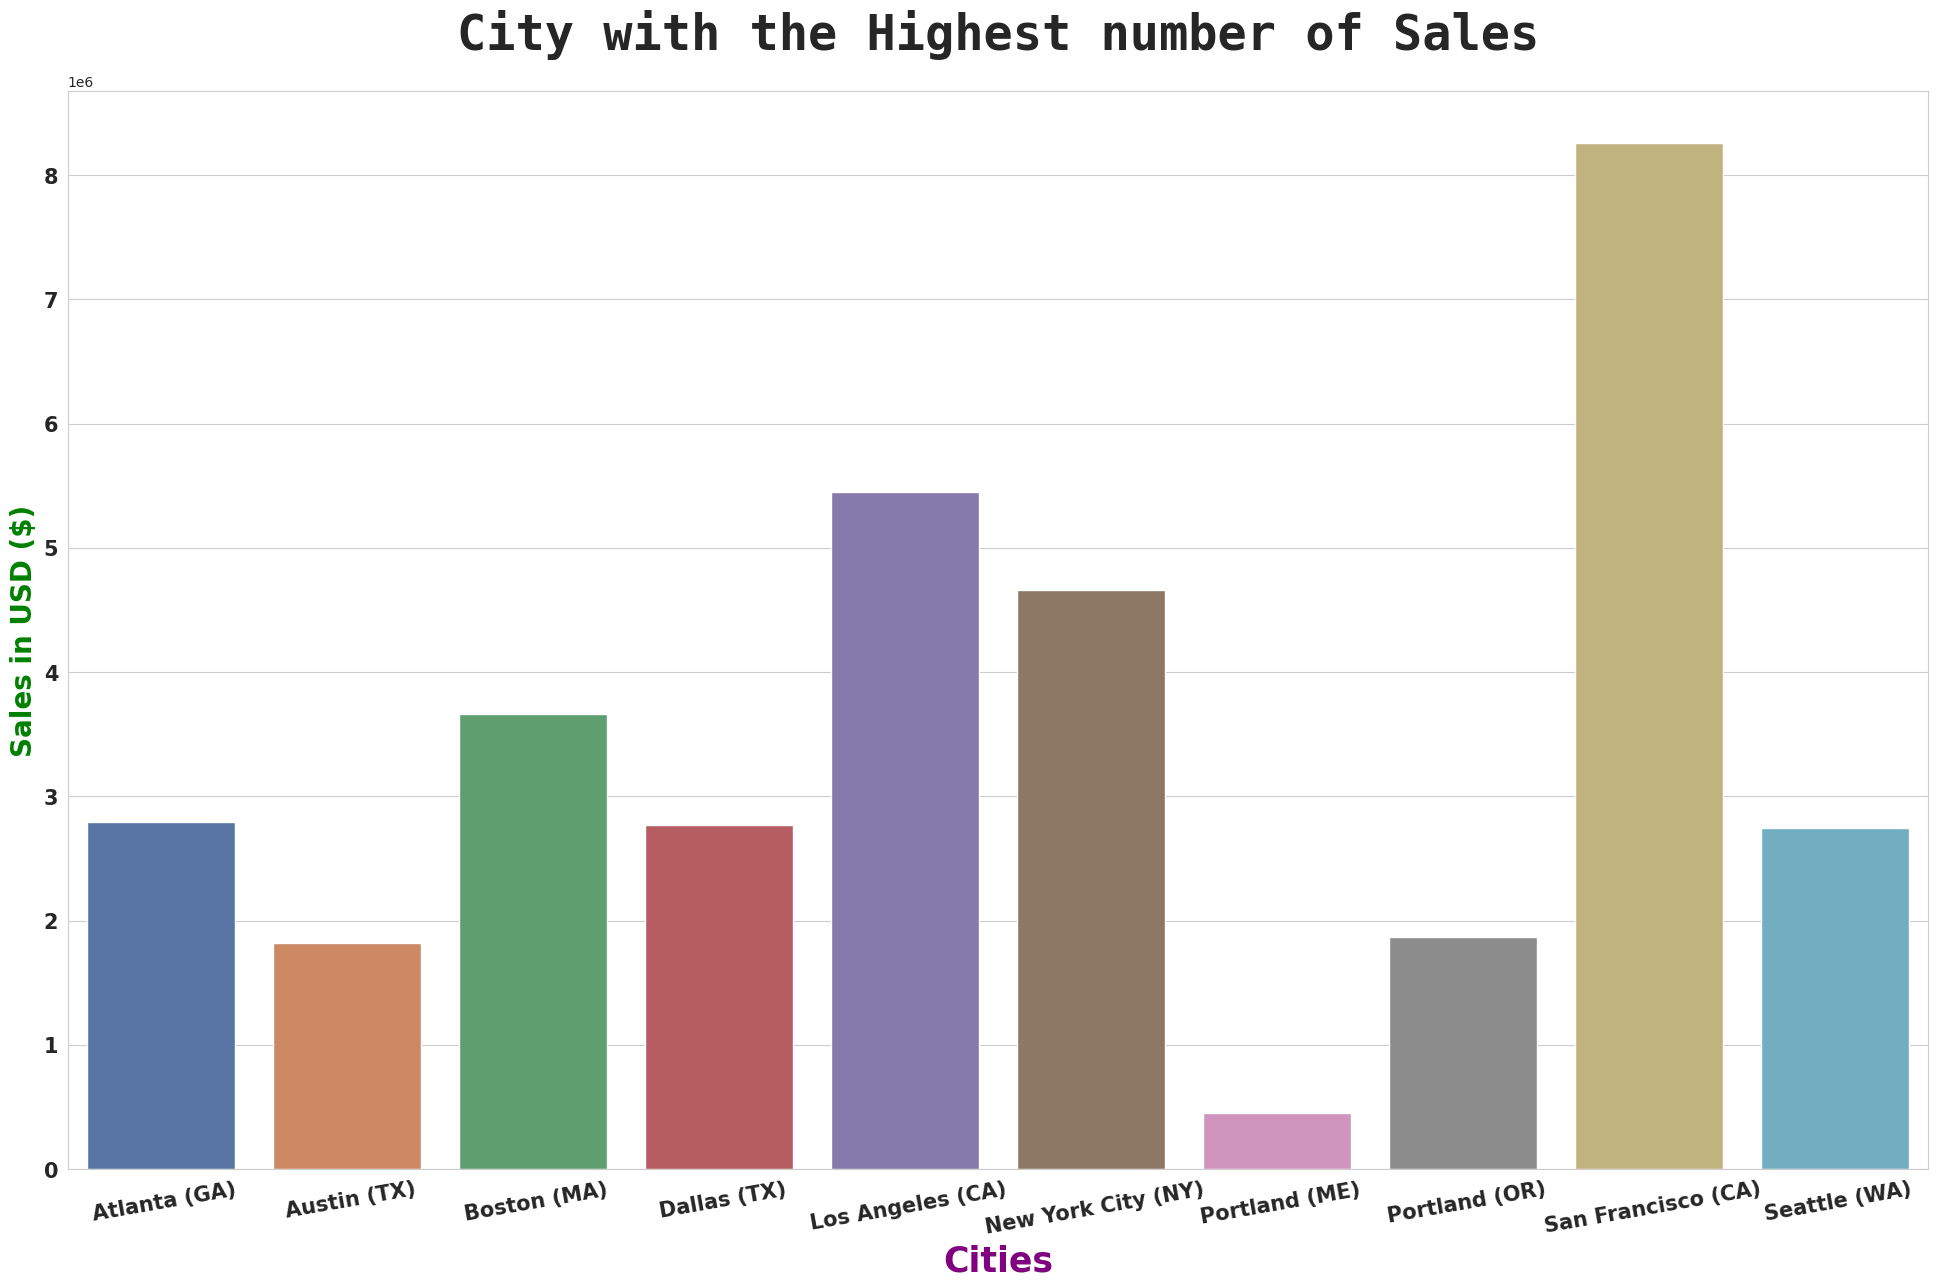 City with the Highest number of Sales
1e6
8
7
6
5
4
3
2
1
0
Sales in USD ($)
Atlanta (GA)
Austin (TX)
Boston (MA)
Dallas (TX)
Los Angeles (CA)
New York City (NY)
Portland (ME)
Portland (OR)
San Francisco (CA)
Seattle (WA)
Cities